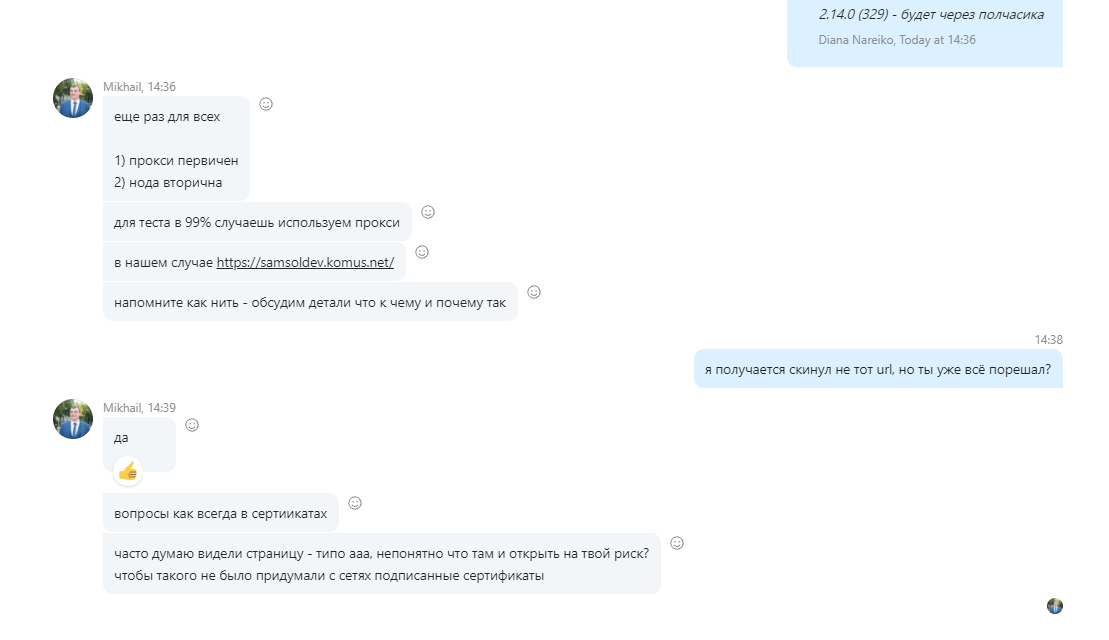 2.14.0 (329) - будет через полчасика
Diana Nareiko, Today at 14:36
Mikhail, 14:36
еще раз для всех
1) прокси первичен
2) нода вторична
для теста в 99% случаешь используем прокси
в нашем случае https://samsoldev.komus.net/
напомните как нить - обсудим детали что к чему и почему так
14:38
я получается скинул не тот url, но ты уже всё порешал?
Mikhail, 14:39
да
вопросы как всегда в сертиикатах
часто думаю видели страницу - типо ааа, непонятно что там и открыть на твой риск?
чтобы такого не было придумали с сетях подписанные сертификаты